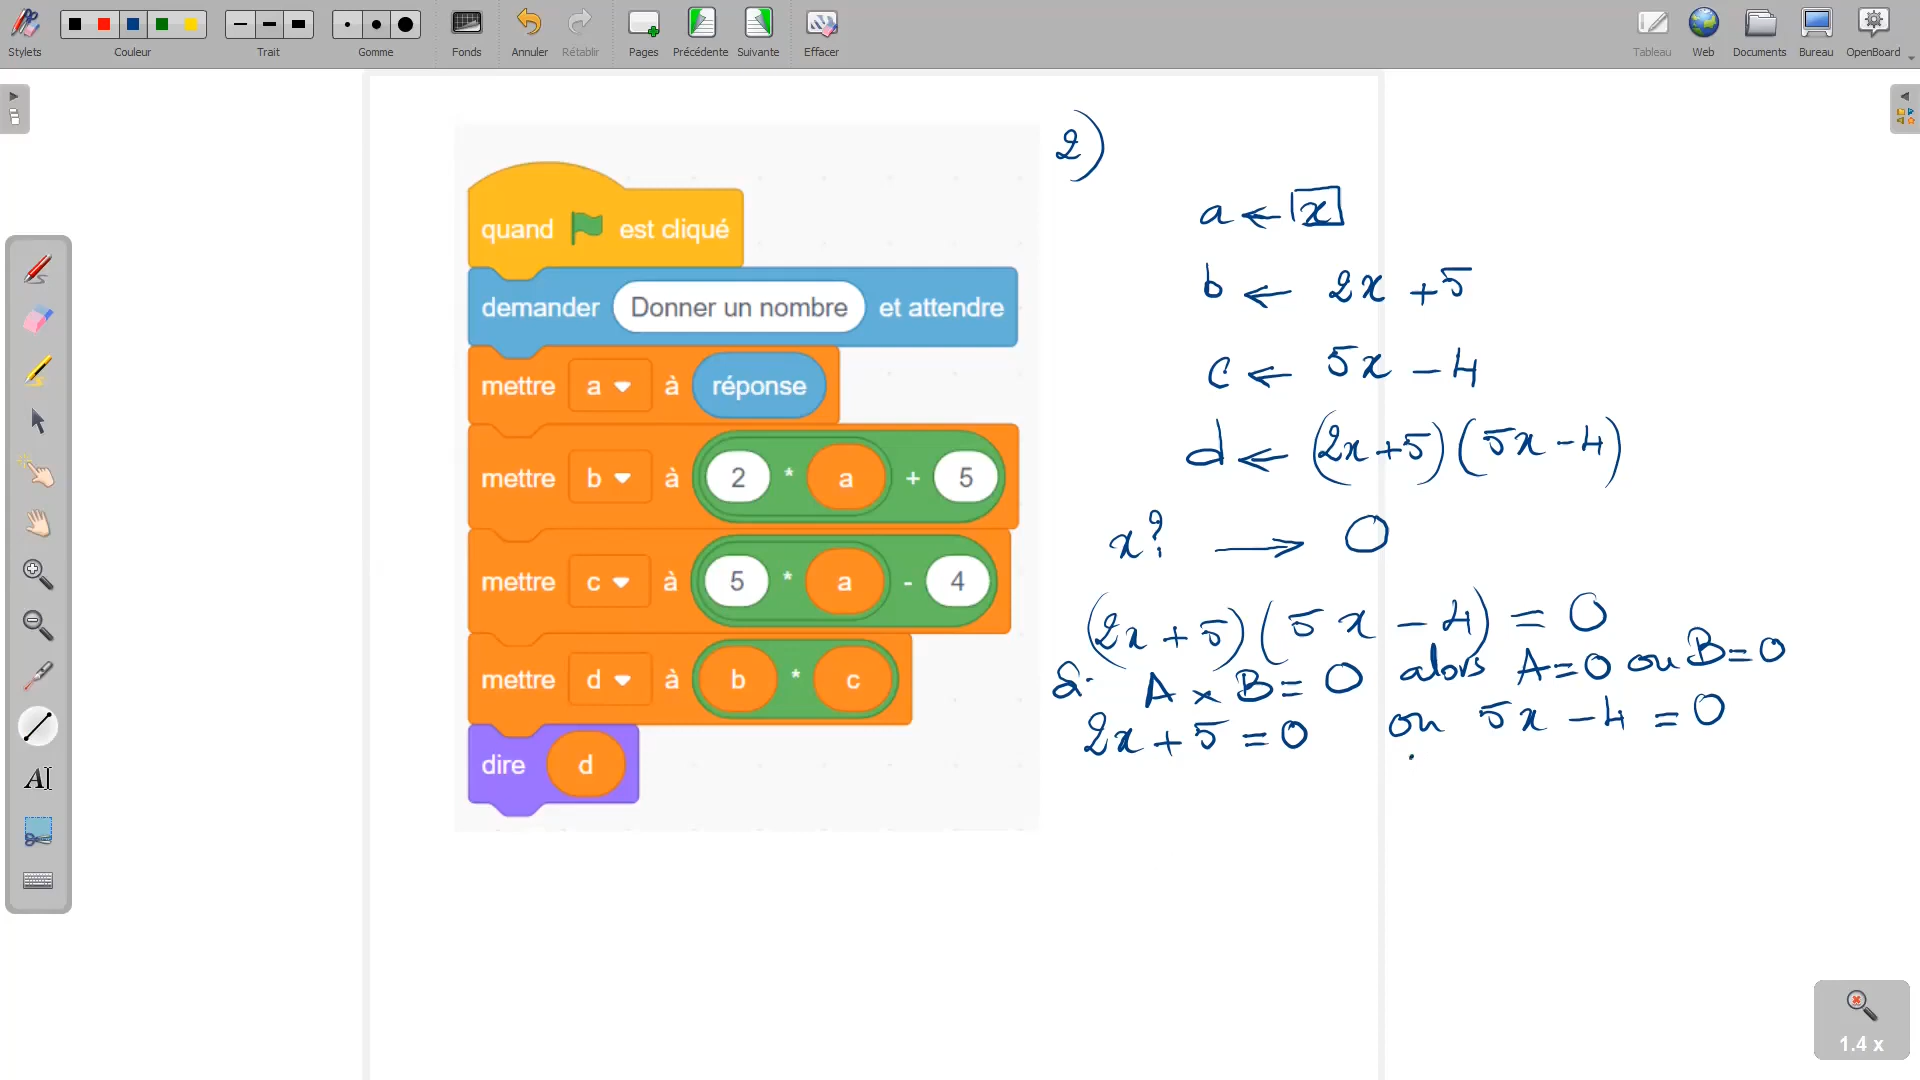 Stylets
Couleur
Trait
Gomme
Fonds
Annuler
Rétablir
Pages
Précédente
Suivante
Effacer
Tableau
Web
Documents
Bureau
OpenBoard
quand est cliqué
demander Donner un nombre et attendre
mettre a à réponse
mettre b à 2 * a + 5
mettre c à 5 * a - 4
mettre d à b * c
dire d
2)
a ← x
b ← 2x + 5
c ← 5x - 4
d ← (2x+5)(5x-4)
x? → 0
(2x + 5)(5x - 4) = 0
Si A × B = 0 alors A=0 ou B=0
2x + 5 = 0 ou 5x - 4 = 0
AI
1.4 x